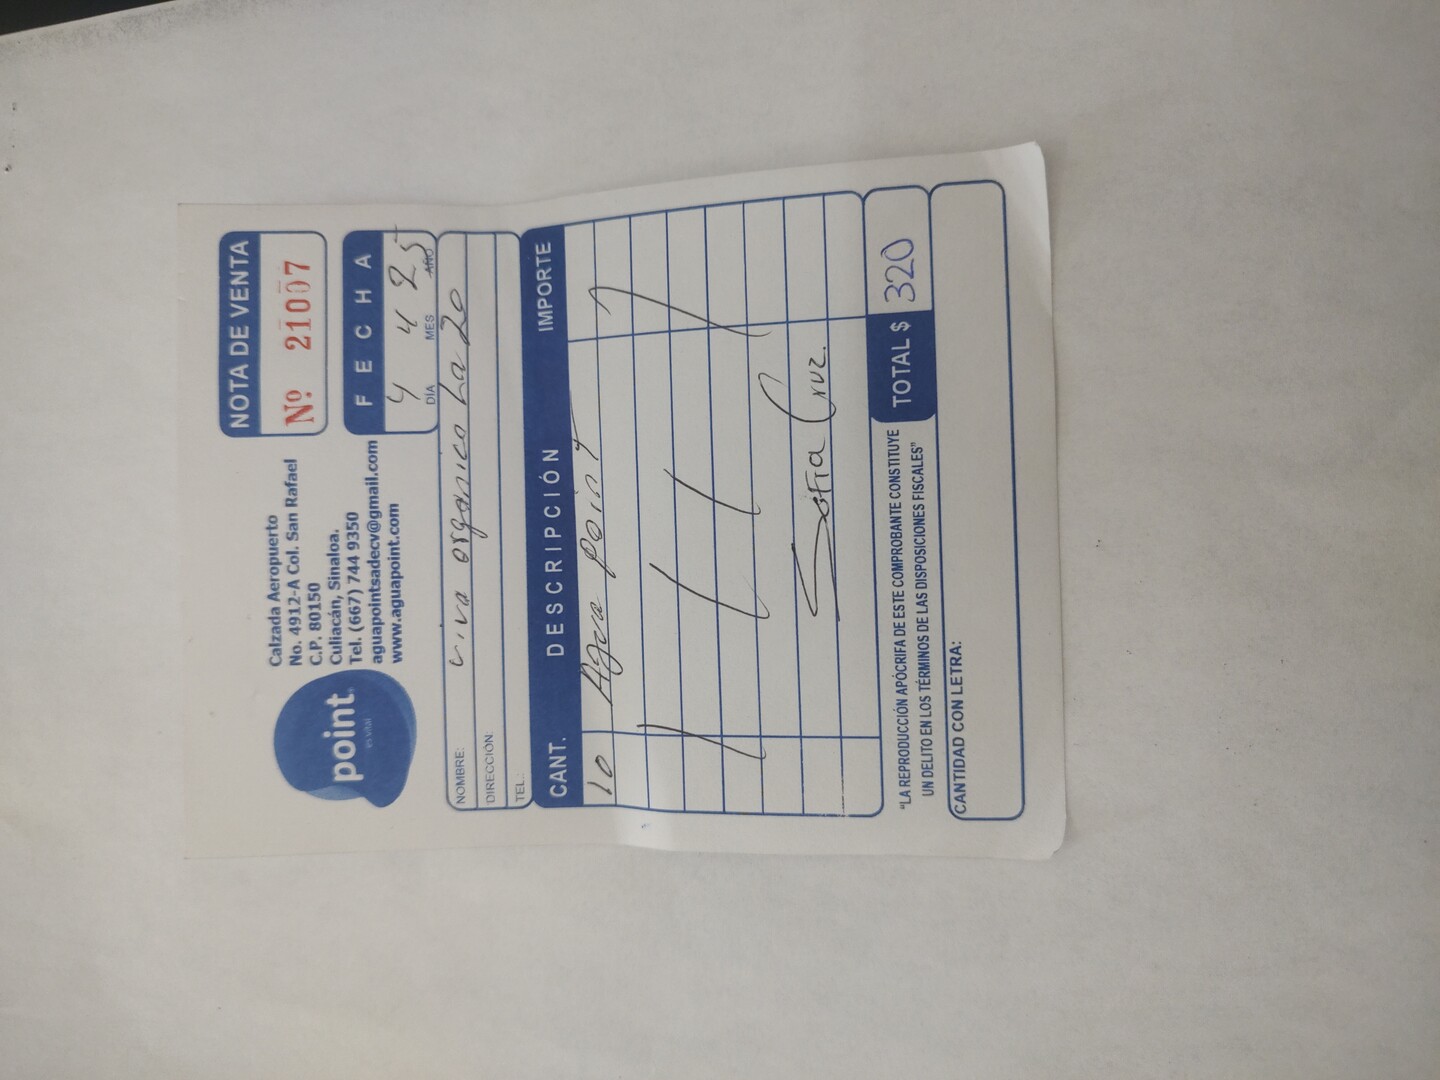 point®
es vital
Calzada Aeropuerto
No. 4912-A Col. San Rafael
C.P. 80150
Culiacán, Sinaloa.
Tel. (667) 744 9350
aguapointsadecv@gmail.com
www.aguapoint.com
NOTA DE VENTA
Nº 21007
FECHA
4 4 25
DÍA MES AÑO
NOMBRE: viva organica La 20
DIRECCIÓN:
TEL.:
CANT. DESCRIPCIÓN IMPORTE
10 Agua Point
Sofia Cruz.
"LA REPRODUCCIÓN APÓCRIFA DE ESTE COMPROBANTE CONSTITUYE
UN DELITO EN LOS TÉRMINOS DE LAS DISPOSICIONES FISCALES"
TOTAL $ 320
CANTIDAD CON LETRA: